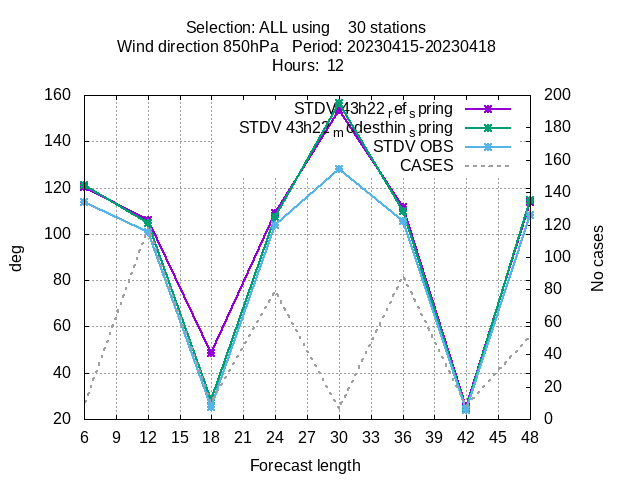 Selection: ALL using    30 stations
Wind direction 850hPa   Period: 20230415-20230418
Hours:  12
STDV 43h22_ref_spring
STDV 43h22_modesthin_spring
STDV OBS
CASES
deg
No cases
160
140
120
100
80
60
40
20
200
180
160
140
120
100
80
60
40
20
0
6 9 12 15 18 21 24 27 30 33 36 39 42 45 48
Forecast length